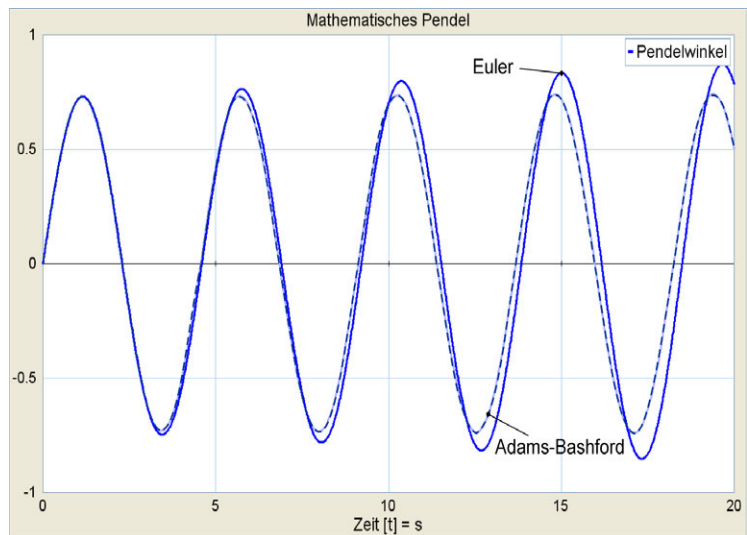 Mathematisches Pendel
1
Euler
Pendelwinkel
0.5
0
-0.5
Adams-Bashford
-1
0 5 10 15 20
Zeit [t] = s